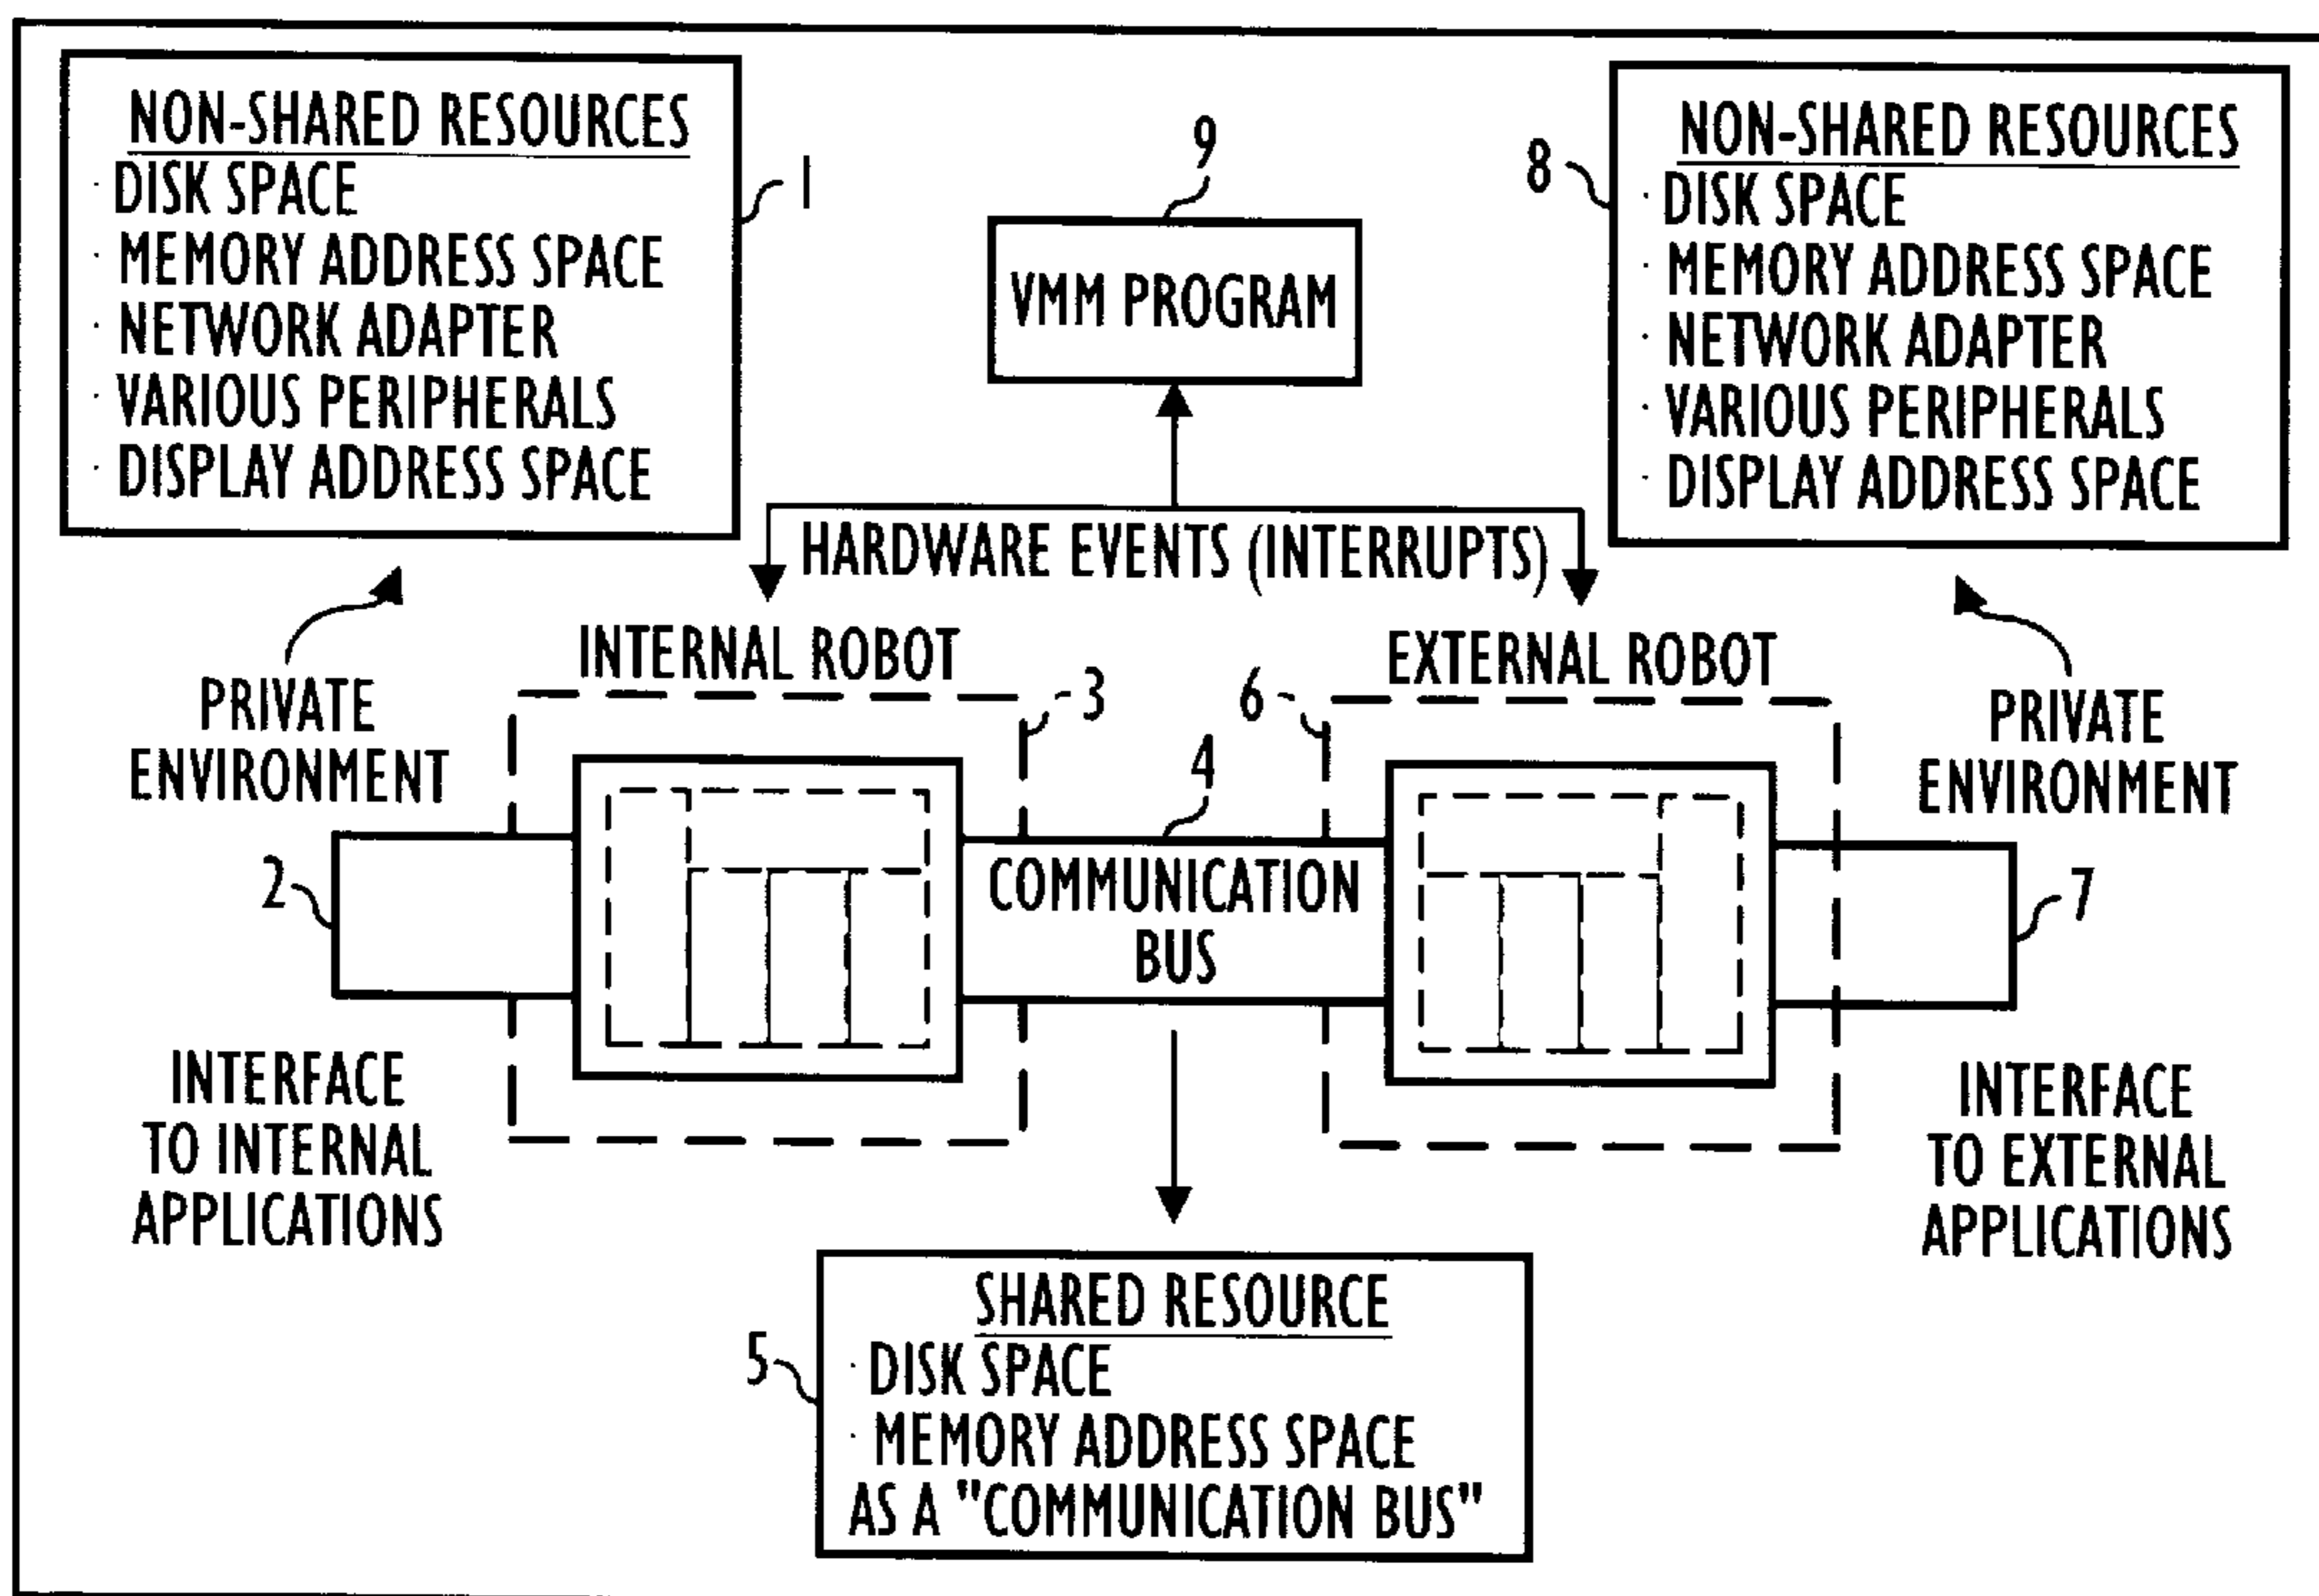 NON-SHARED RESOURCES
· DISK SPACE
· MEMORY ADDRESS SPACE
· NETWORK ADAPTER
· VARIOUS PERIPHERALS
· DISPLAY ADDRESS SPACE
1
9
VMM PROGRAM
8
NON-SHARED RESOURCES
· DISK SPACE
· MEMORY ADDRESS SPACE
· NETWORK ADAPTER
· VARIOUS PERIPHERALS
· DISPLAY ADDRESS SPACE
HARDWARE EVENTS (INTERRUPTS)
PRIVATE
ENVIRONMENT
INTERNAL ROBOT
3
EXTERNAL ROBOT
6
PRIVATE
ENVIRONMENT
2
4
COMMUNICATION
BUS
7
INTERFACE
TO INTERNAL
APPLICATIONS
INTERFACE
TO EXTERNAL
APPLICATIONS
5
SHARED RESOURCE
· DISK SPACE
· MEMORY ADDRESS SPACE
AS A "COMMUNICATION BUS"